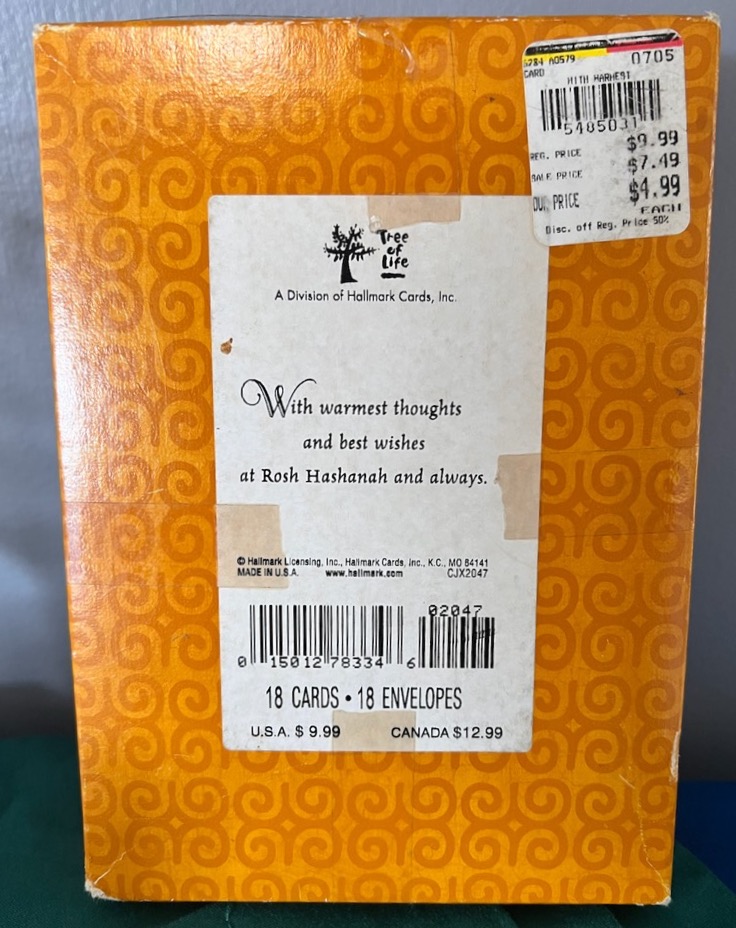 6284 A0579 0705
CARD
WITH HARHEST
5485031
REG. PRICE $9.99
SALE PRICE $7.49
OUR PRICE $4.99
EACH
Disc. off Reg. Price 50%
Tree
of
Life
A Division of Hallmark Cards, Inc.
With warmest thoughts
and best wishes
at Rosh Hashanah and always.
© Hallmark Licensing, Inc., Hallmark Cards, Inc., K.C., MO 64141
MADE IN U.S.A. www.hallmark.com CJX2047
02047
0 15012 78334 6
18 CARDS • 18 ENVELOPES
U.S.A. $ 9.99 CANADA $12.99